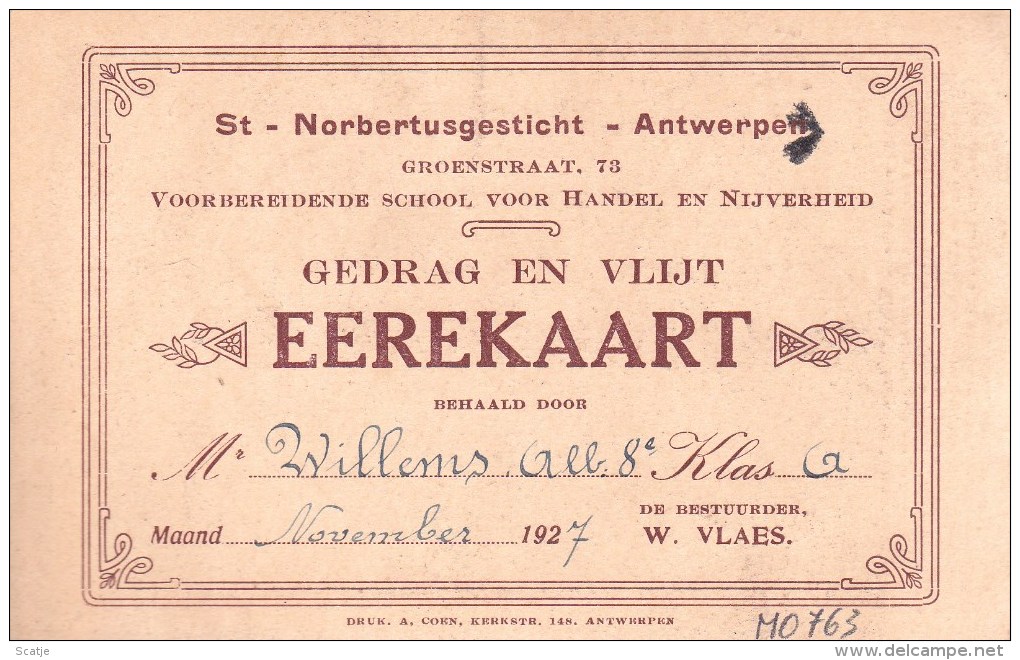 St - Norbertusgesticht - Antwerpen
GROENSTRAAT, 73
VOORBEREIDENDE SCHOOL VOOR HANDEL EN NIJVERHEID
GEDRAG EN VLIJT
EEREKAART
BEHAALD DOOR
Mr Willems. Alb. 8e Klas A
Maand November 1927
DE BESTUURDER,
W. VLAES.
DRUK. A. COEN, KERKSTR. 148. ANTWERPEN
MO763
Scatje
www.delcampe.net